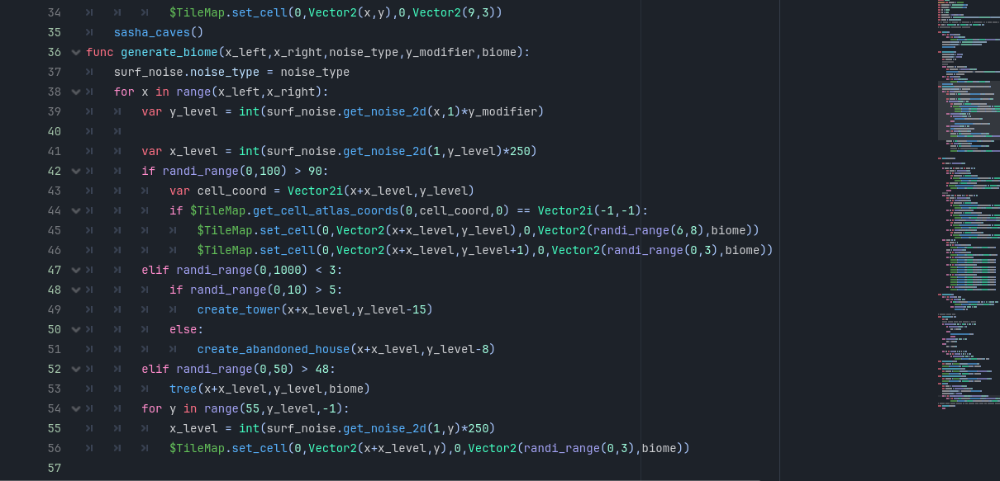 34 $TileMap.set_cell(0,Vector2(x,y),0,Vector2(9,3))
35 sasha_caves()
36 func generate_biome(x_left,x_right,noise_type,y_modifier,biome):
37 surf_noise.noise_type = noise_type
38 for x in range(x_left,x_right):
39 var y_level = int(surf_noise.get_noise_2d(x,1)*y_modifier)
40
41 var x_level = int(surf_noise.get_noise_2d(1,y_level)*250)
42 if randi_range(0,100) > 90:
43 var cell_coord = Vector2i(x+x_level,y_level)
44 if $TileMap.get_cell_atlas_coords(0,cell_coord,0) == Vector2i(-1,-1):
45 $TileMap.set_cell(0,Vector2(x+x_level,y_level),0,Vector2(randi_range(6,8),biome))
46 $TileMap.set_cell(0,Vector2(x+x_level,y_level+1),0,Vector2(randi_range(0,3),biome))
47 elif randi_range(0,1000) < 3:
48 if randi_range(0,10) > 5:
49 create_tower(x+x_level,y_level-15)
50 else:
51 create_abandoned_house(x+x_level,y_level-8)
52 elif randi_range(0,50) > 48:
53 tree(x+x_level,y_level,biome)
54 for y in range(55,y_level,-1):
55 x_level = int(surf_noise.get_noise_2d(1,y)*250)
56 $TileMap.set_cell(0,Vector2(x+x_level,y),0,Vector2(randi_range(0,3),biome))
57